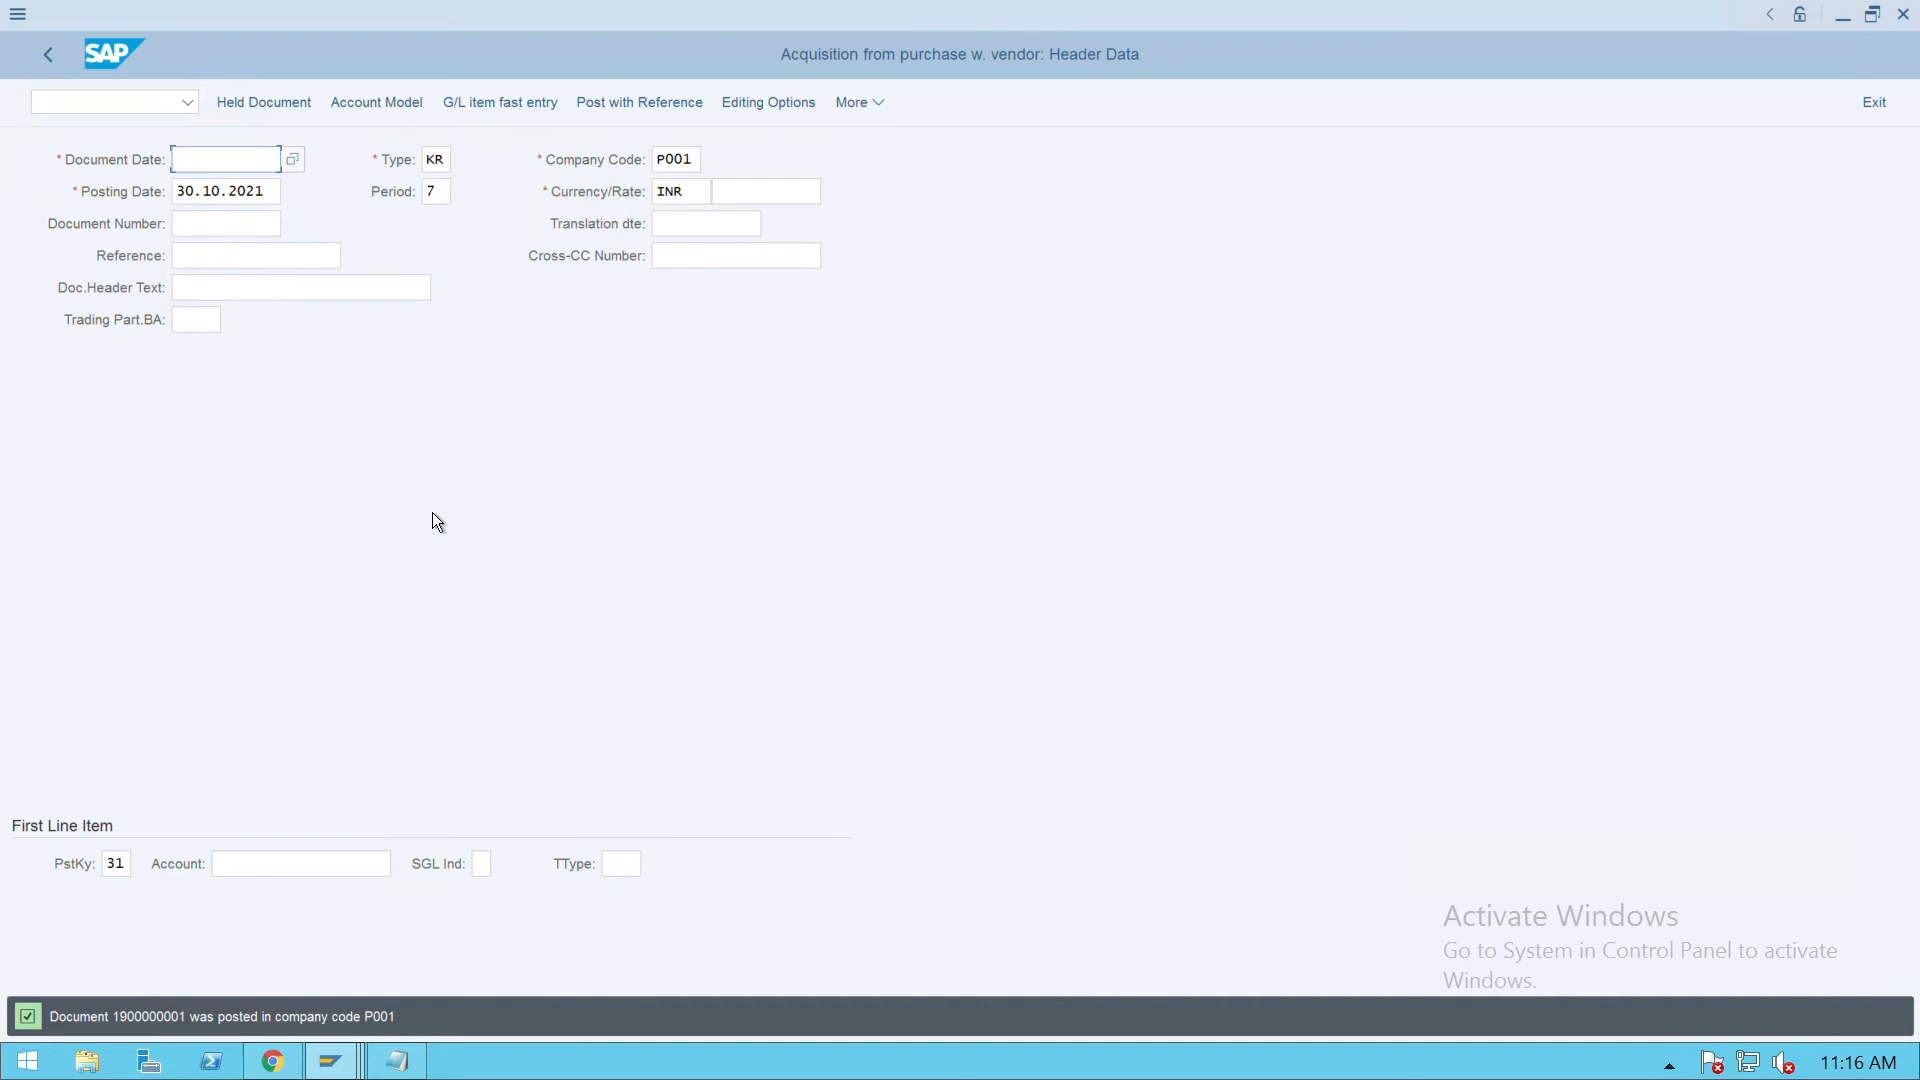 SAP
Acquisition from purchase w. vendor: Header Data
Held Document Account Model G/L item fast entry Post with Reference Editing Options More Exit
* Document Date: * Type: KR * Company Code: P001
* Posting Date: 30.10.2021 Period: 7 * Currency/Rate: INR
Document Number: Translation dte:
Reference: Cross-CC Number:
Doc.Header Text:
Trading Part.BA:
First Line Item
PstKy: 31 Account: SGL Ind: TType:
Activate Windows
Go to System in Control Panel to activate
Windows.
Document 1900000001 was posted in company code P001
11:16 AM